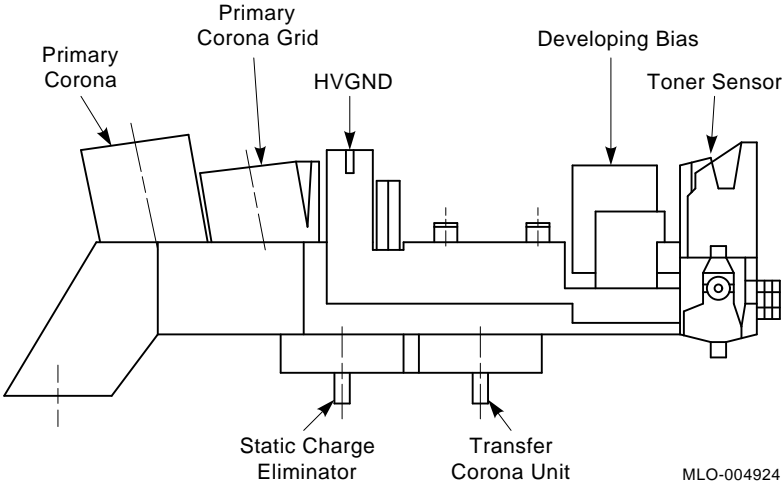 Primary
Corona Grid
Primary
Corona
HVGND
Developing Bias
Toner Sensor
Static Charge
Eliminator
Transfer
Corona Unit
MLO-004924